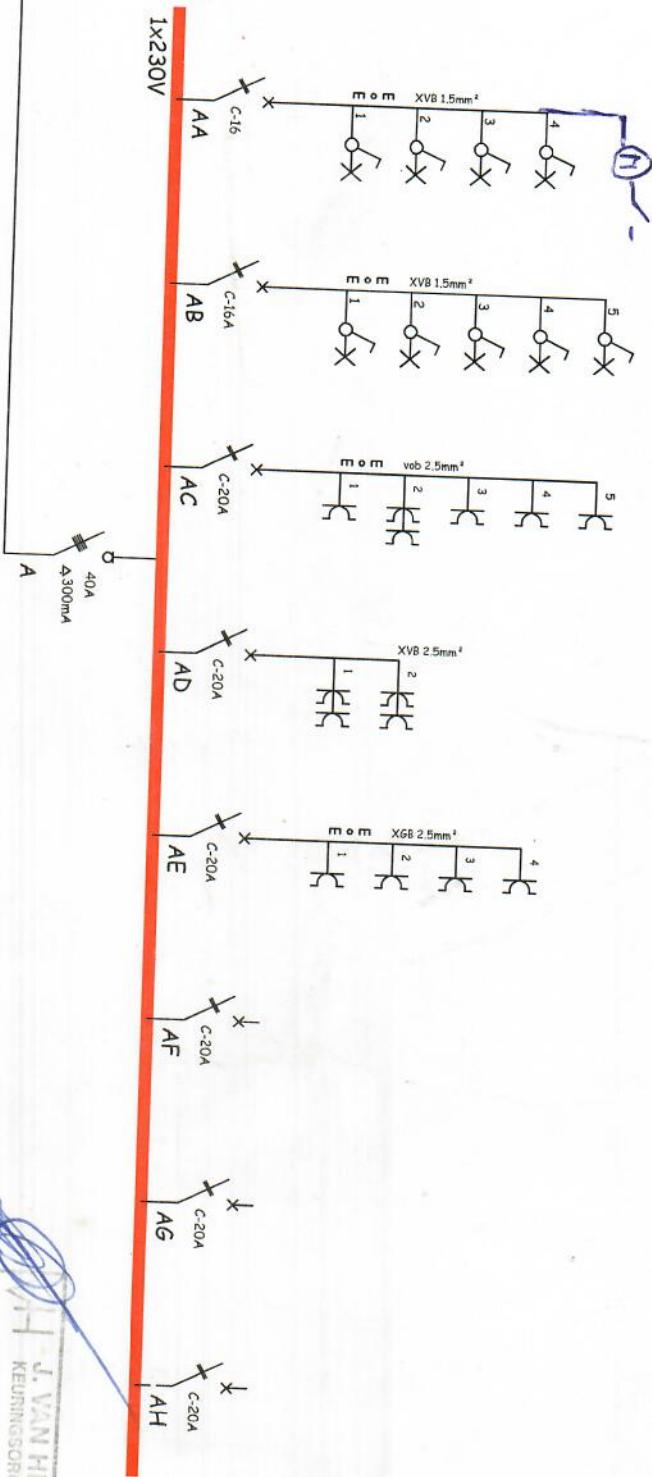 1x230V
AA
C-16
m o m XVB 1.5mm²
1
2
3
4
M
AB
C-16A
m o m XVB 1.5mm²
1
2
3
4
5
AC
C-20A
m o m vob 2.5mm²
1
2
3
4
5
A
40A
Δ300mA
AD
C-20A
XVB 2.5mm²
1
2
AE
C-20A
m o m XGB 2.5mm²
1
2
3
4
AF
C-20A
AG
C-20A
AH
C-20A
J. VAN